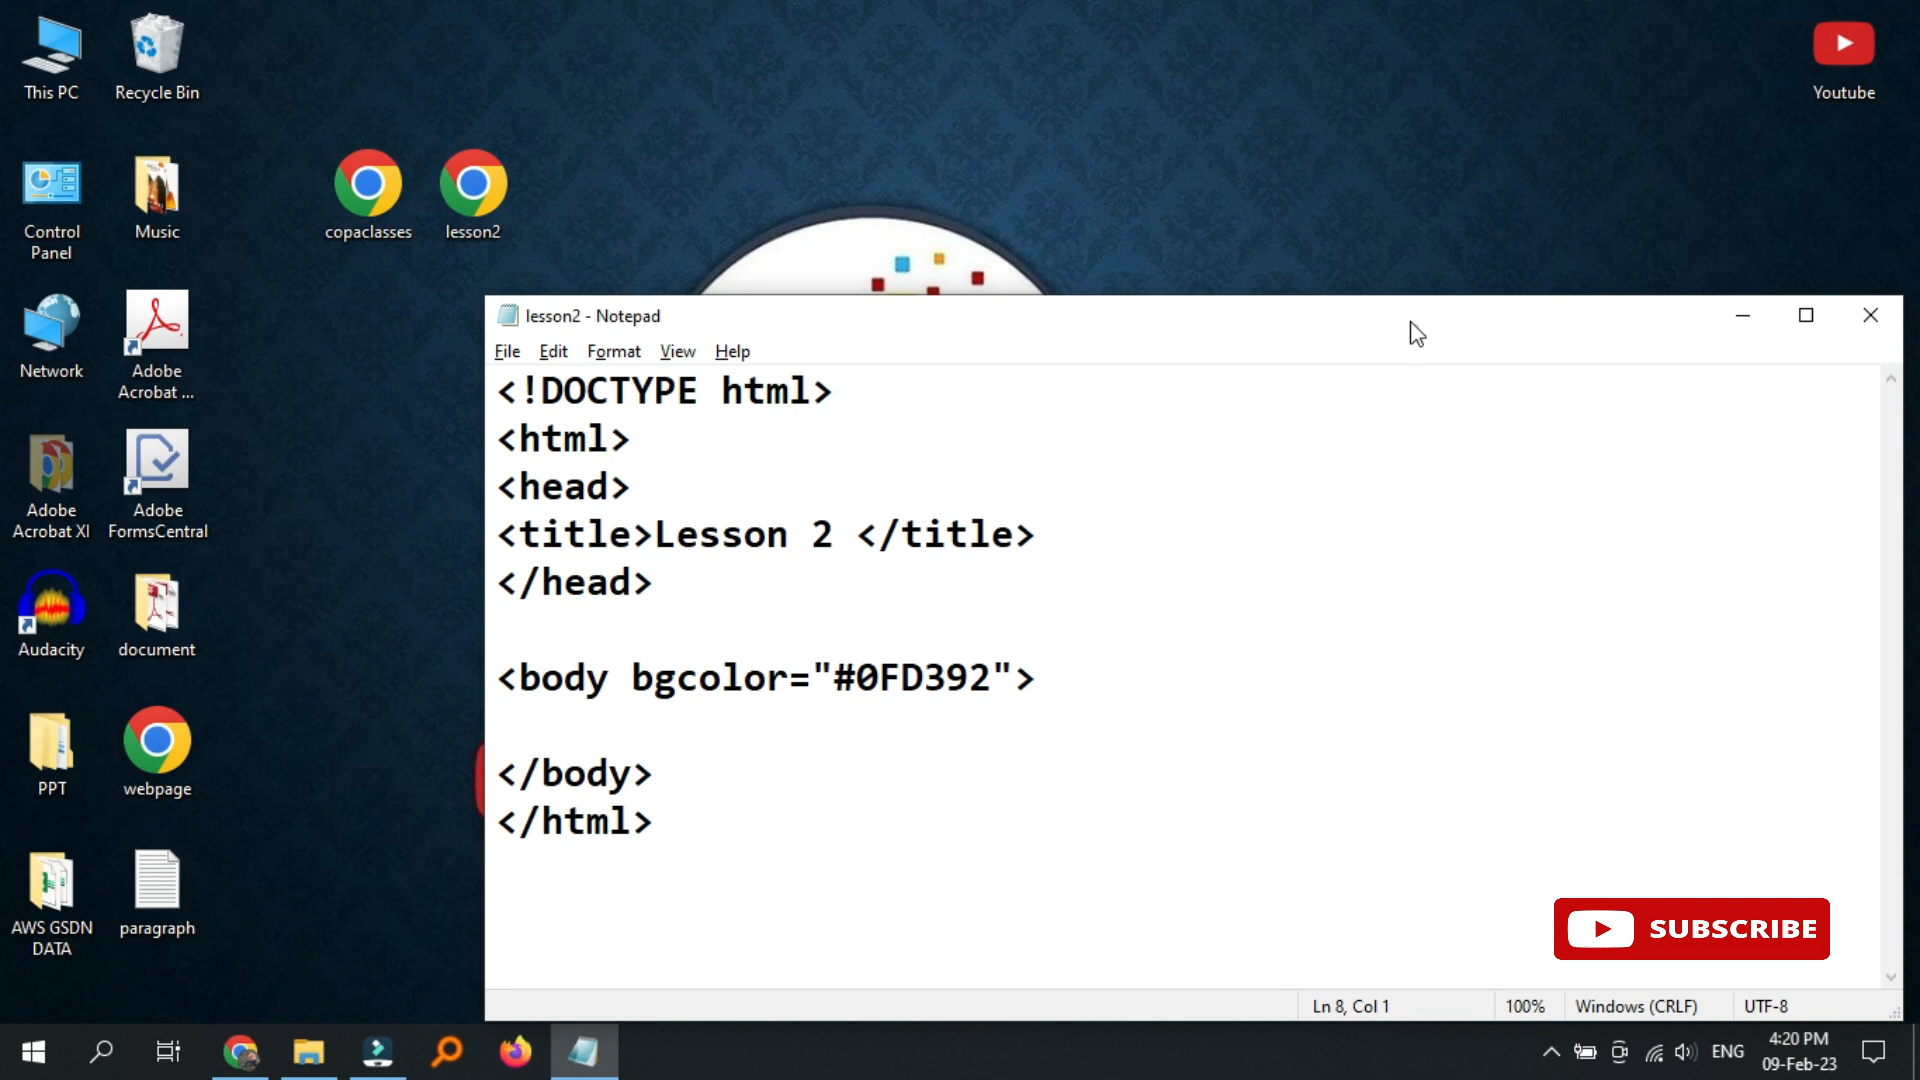 This PC
Recycle Bin
Youtube
Control
Panel
Music
copaclasses
lesson2
Network
Adobe
Acrobat ...
Adobe
Acrobat XI
Adobe
FormsCentral
Audacity
document
PPT
webpage
AWS GSDN
DATA
paragraph
lesson2 - Notepad
File Edit Format View Help
<!DOCTYPE html>
<html>
<head>
<title>Lesson 2 </title>
</head>
<body bgcolor="#0FD392">
</body>
</html>
SUBSCRIBE
Ln 8, Col 1 100% Windows (CRLF) UTF-8
ENG
4:20 PM
09-Feb-23